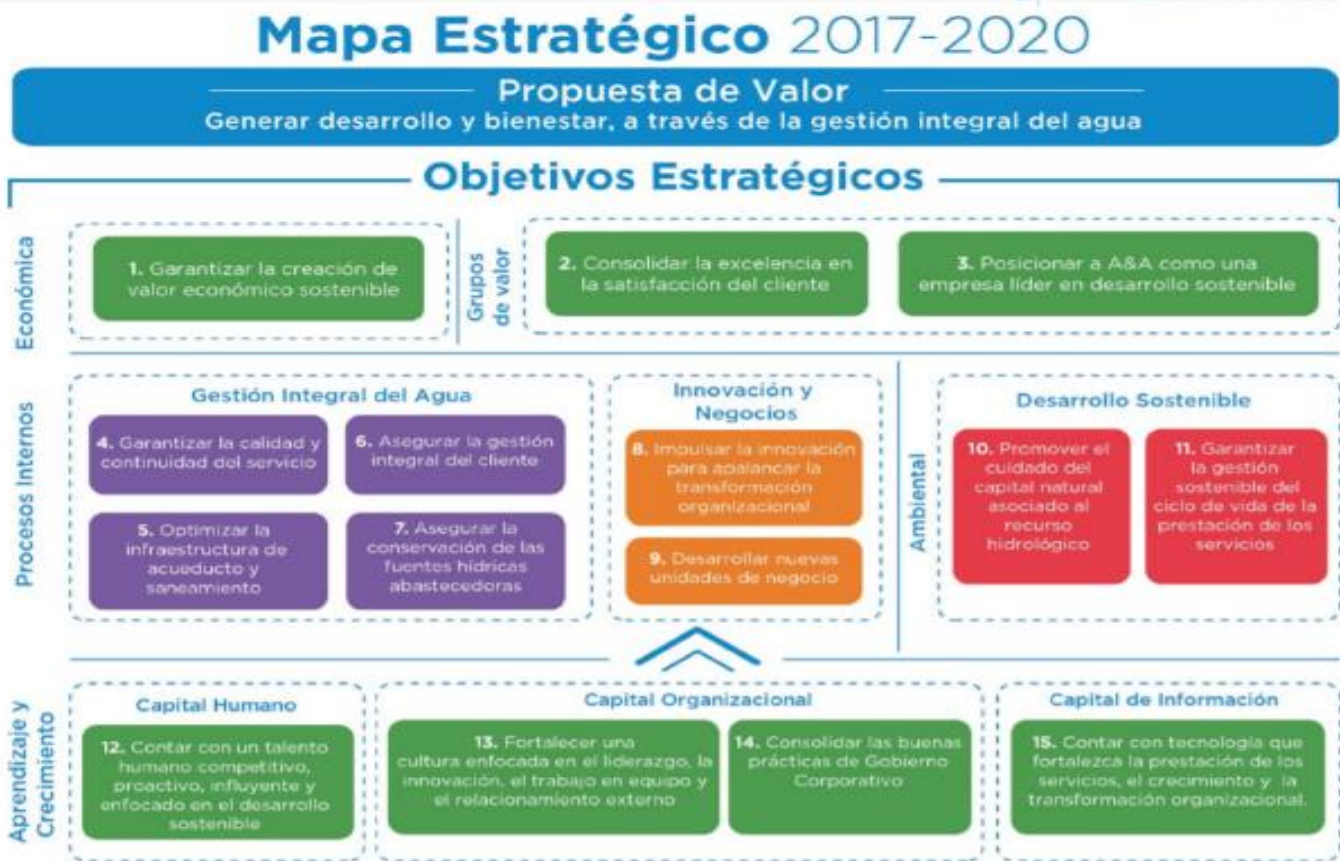 Mapa Estratégico 2017-2020
Propuesta de Valor
Generar desarrollo y bienestar, a través de la gestión integral del agua
Objetivos Estratégicos
Económica
1. Garantizar la creación de
valor económico sostenible
Grupos
de valor
2. Consolidar la excelencia en
la satisfacción del cliente
3. Posicionar a A&A como una
empresa líder en desarrollo sostenible
Procesos Internos
Gestión Integral del Agua
4. Garantizar la calidad y
continuidad del servicio
6. Asegurar la gestión
integral del cliente
5. Optimizar la
infraestructura de
acueducto y
saneamiento
7. Asegurar la
conservación de las
fuentes hídricas
abastecedoras
Innovación y
Negocios
8. Impulsar la innovación
para apalancar la
transformación
organizacional
9. Desarrollar nuevas
unidades de negocio
Ambiental
Desarrollo Sostenible
10. Promover el
cuidado del
capital natural
asociado al
recurso
hidrológico
11. Garantizar
la gestión
sostenible del
ciclo de vida de la
prestación de los
servicios
Aprendizaje y
Crecimiento
Capital Humano
12. Contar con un talento
humano competitivo,
proactivo, influyente y
enfocado en el desarrollo
sostenible
Capital Organizacional
13. Fortalecer una
cultura enfocada en el liderazgo, la
innovación, el trabajo en equipo y
el relacionamiento externo
14. Consolidar las buenas
prácticas de Gobierno
Corporativo
Capital de Información
15. Contar con tecnología que
fortalezca la prestación de los
servicios, el crecimiento y la
transformación organizacional.